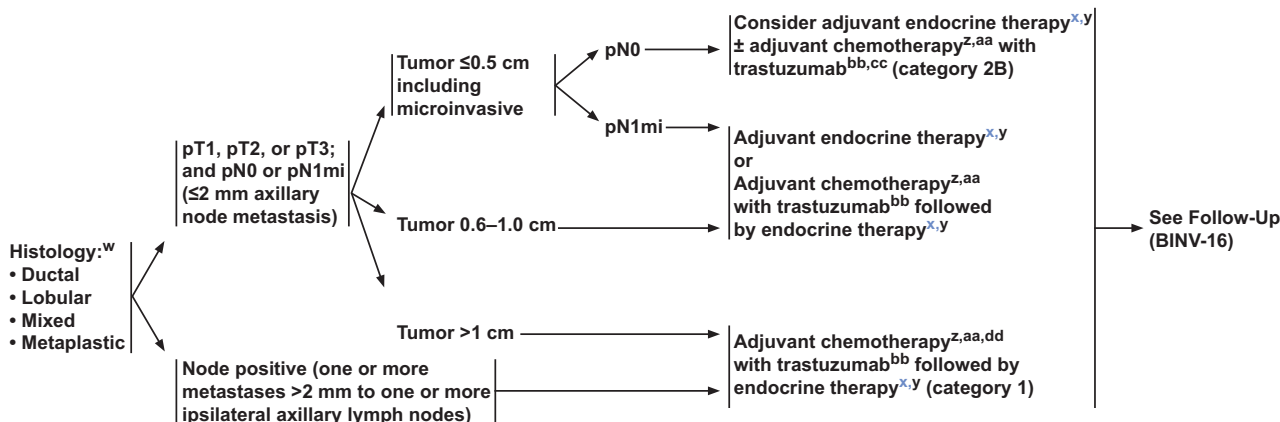 Histology:w
• Ductal
• Lobular
• Mixed
• Metaplastic
pT1, pT2, or pT3;
and pN0 or pN1mi
(≤2 mm axillary
node metastasis)
Node positive (one or more
metastases >2 mm to one or more
ipsilateral axillary lymph nodes)
Tumor ≤0.5 cm
including
microinvasive
Tumor 0.6–1.0 cm
Tumor >1 cm
pN0
pN1mi
Consider adjuvant endocrine therapyx,y
± adjuvant chemotherapyz,aa with
trastuzumabbb,cc (category 2B)
Adjuvant endocrine therapyx,y
or
Adjuvant chemotherapyz,aa
with trastuzumabbb followed
by endocrine therapyx,y
Adjuvant chemotherapyz,aa,dd
with trastuzumabbb followed by
endocrine therapyx,y (category 1)
See Follow-Up
(BINV-16)